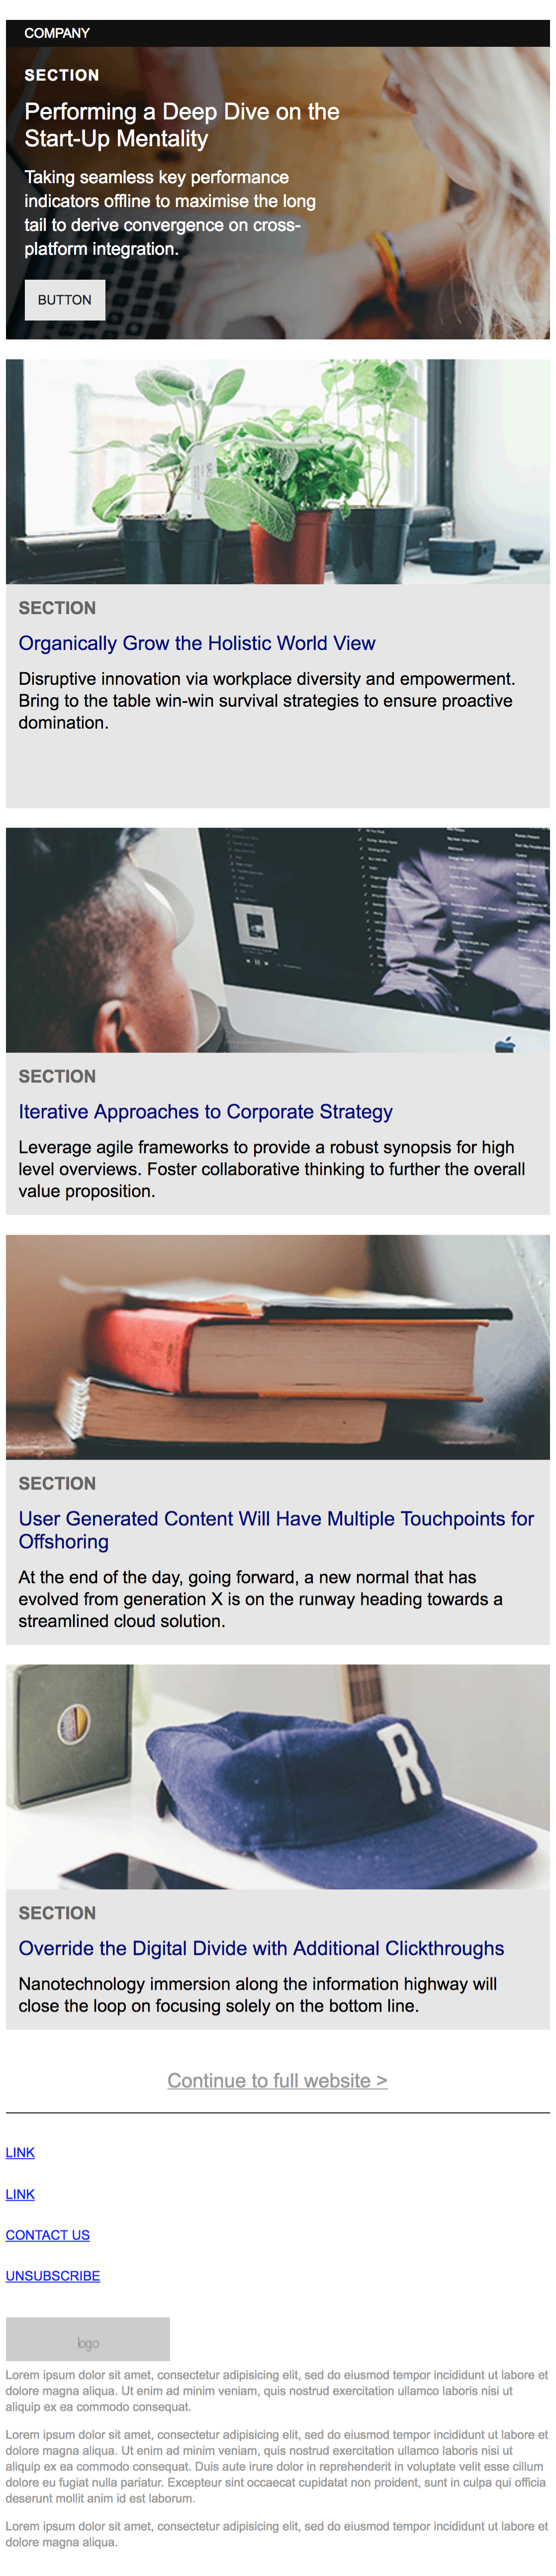 COMPANY
SECTION
Performing a Deep Dive on the
Start-Up Mentality
Taking seamless key performance
indicators offline to maximise the long
tail to derive convergence on cross-
platform integration.
BUTTON
SECTION
Organically Grow the Holistic World View
Disruptive innovation via workplace diversity and empowerment.
Bring to the table win-win survival strategies to ensure proactive
domination.
SECTION
Iterative Approaches to Corporate Strategy
Leverage agile frameworks to provide a robust synopsis for high
level overviews. Foster collaborative thinking to further the overall
value proposition.
SECTION
User Generated Content Will Have Multiple Touchpoints for
Offshoring
At the end of the day, going forward, a new normal that has
evolved from generation X is on the runway heading towards a
streamlined cloud solution.
R
SECTION
Override the Digital Divide with Additional Clickthroughs
Nanotechnology immersion along the information highway will
close the loop on focusing solely on the bottom line.
Continue to full website >
LINK
LINK
CONTACT US
UNSUBSCRIBE
logo
Lorem ipsum dolor sit amet, consectetur adipisicing elit, sed do eiusmod tempor incididunt ut labore et
dolore magna aliqua. Ut enim ad minim veniam, quis nostrud exercitation ullamco laboris nisi ut
aliquip ex ea commodo consequat.
Lorem ipsum dolor sit amet, consectetur adipisicing elit, sed do eiusmod tempor incididunt ut labore et
dolore magna aliqua. Ut enim ad minim veniam, quis nostrud exercitation ullamco laboris nisi ut
aliquip ex ea commodo consequat. Duis aute irure dolor in reprehenderit in voluptate velit esse cillum
dolore eu fugiat nulla pariatur. Excepteur sint occaecat cupidatat non proident, sunt in culpa qui officia
deserunt mollit anim id est laborum.
Lorem ipsum dolor sit amet, consectetur adipisicing elit, sed do eiusmod tempor incididunt ut labore et
dolore magna aliqua.